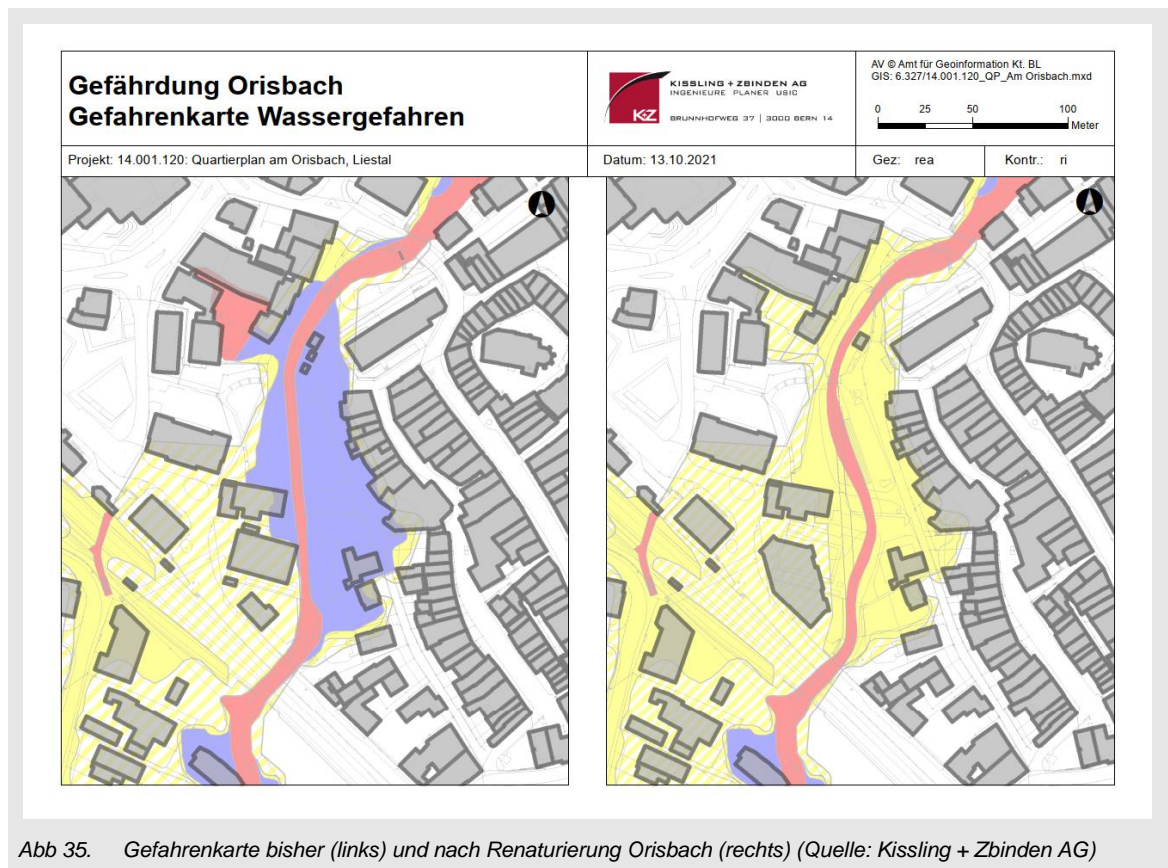 Gefährdung Orisbach
Gefahrenkarte Wassergefahren
K+Z
KISSLING + ZBINDEN AG
INGENIEURE PLANER USIC
BRUNNHOFWEG 37 | 3000 BERN 14
AV © Amt für Geoinformation Kt. BL
GIS: 6.327/14.001.120_QP_Am Orisbach.mxd
0 25 50 100
Meter
Projekt: 14.001.120: Quartierplan am Orisbach, Liestal
Datum: 13.10.2021
Gez: rea
Kontr.: ri
Abb 35. Gefahrenkarte bisher (links) und nach Renaturierung Orisbach (rechts) (Quelle: Kissling + Zbinden AG)